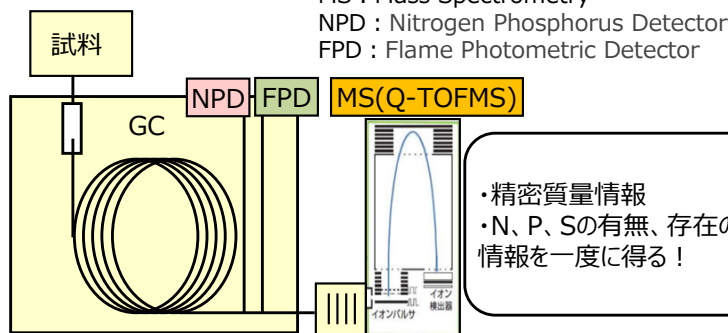 MS : Mass Spectrometry
NPD : Nitrogen Phosphorus Detector
FPD : Flame Photometric Detector
試料
NPD
FPD
MS(Q-TOFMS)
GC
・精密質量情報
・N、P、Sの有無、存在の
情報を一度に得る！
イオン
検出器
イオンパルサ